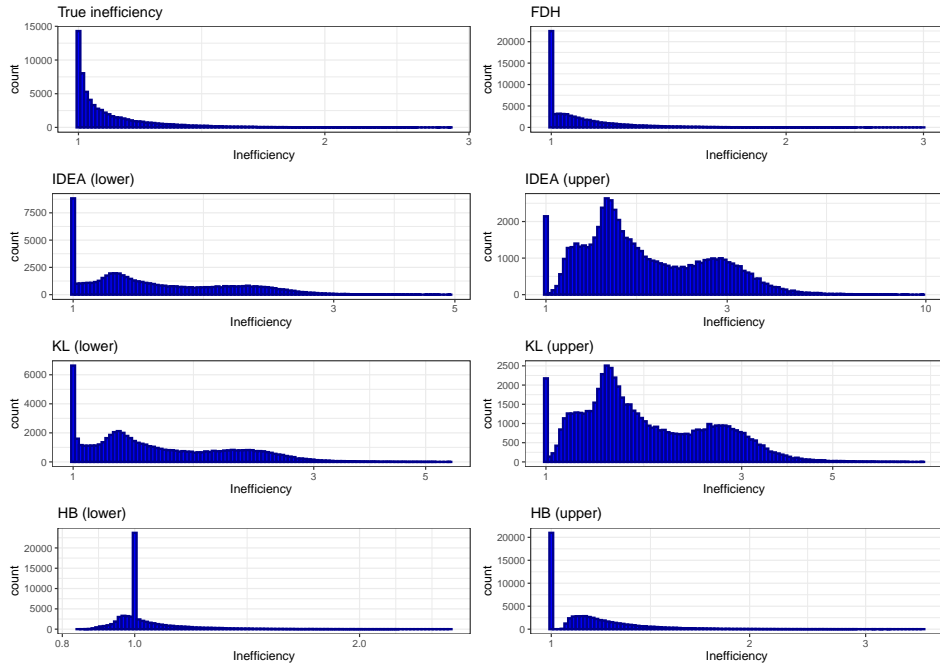 True inefficiency
15000
10000
5000
0
count
1
2
3
Inefficiency
FDH
20000
15000
10000
5000
0
count
1
2
3
Inefficiency
IDEA (lower)
7500
5000
2500
0
count
1
3
5
Inefficiency
IDEA (upper)
2000
1000
0
count
1
3
10
Inefficiency
KL (lower)
6000
4000
2000
0
count
1
3
5
Inefficiency
KL (upper)
2500
2000
1500
1000
500
0
count
1
3
5
Inefficiency
HB (lower)
20000
15000
10000
5000
0
count
0.8
1.0
2.0
Inefficiency
HB (upper)
20000
15000
10000
5000
0
count
1
2
3
Inefficiency